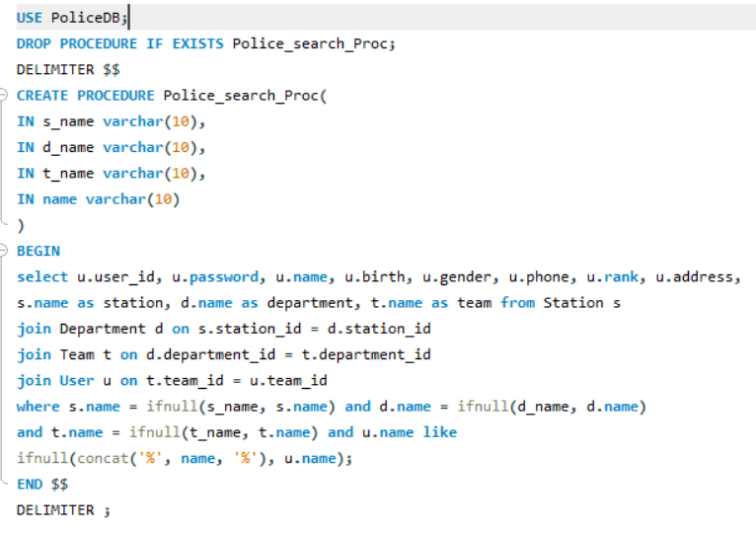 USE PoliceDB;
DROP PROCEDURE IF EXISTS Police_search_Proc;
DELIMITER $$
CREATE PROCEDURE Police_search_Proc(
IN s_name varchar(10),
IN d_name varchar(10),
IN t_name varchar(10),
IN name varchar(10)
)
BEGIN
select u.user_id, u.password, u.name, u.birth, u.gender, u.phone, u.rank, u.address,
s.name as station, d.name as department, t.name as team from Station s
join Department d on s.station_id = d.station_id
join Team t on d.department_id = t.department_id
join User u on t.team_id = u.team_id
where s.name = ifnull(s_name, s.name) and d.name = ifnull(d_name, d.name)
and t.name = ifnull(t_name, t.name) and u.name like
ifnull(concat('%', name, '%'), u.name);
END $$
DELIMITER ;